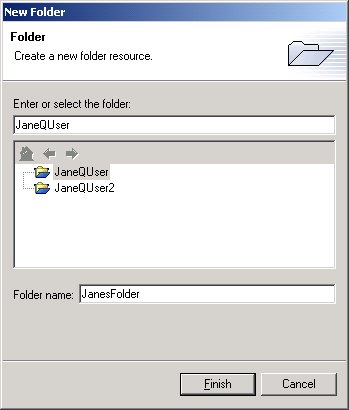 New Folder
Folder
Create a new folder resource.
Enter or select the folder:
JaneQUser
JaneQUser
JaneQUser2
Folder name: JanesFolder
Finish Cancel